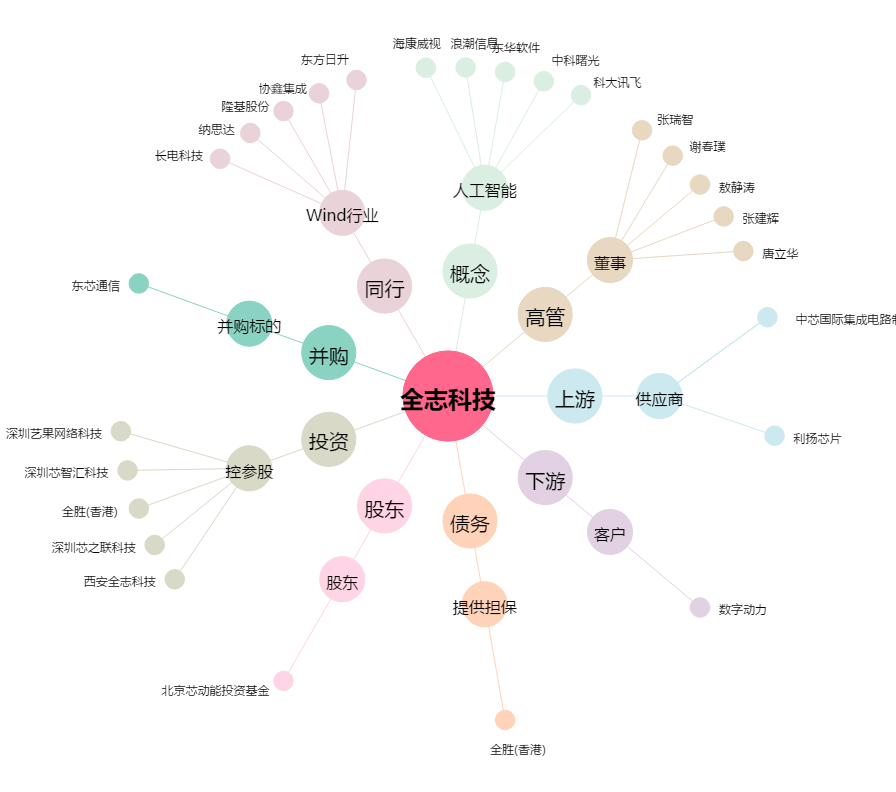 海康威视
浪潮信息
东华软件
中科曙光
科大讯飞
东方日升
协鑫集成
隆基股份
纳思达
长电科技
Wind行业
人工智能
张瑞智
谢春璞
敖静涛
张建辉
唐立华
董事
同行
概念
高管
东芯通信
并购标的
并购
中芯国际集成电路制
全志科技
上游
供应商
利扬芯片
深圳艺果网络科技
深圳芯智汇科技
全胜(香港)
深圳芯之联科技
西安全志科技
控参股
投资
股东
股东
北京芯动能投资基金
债务
提供担保
全胜(香港)
下游
客户
数字动力